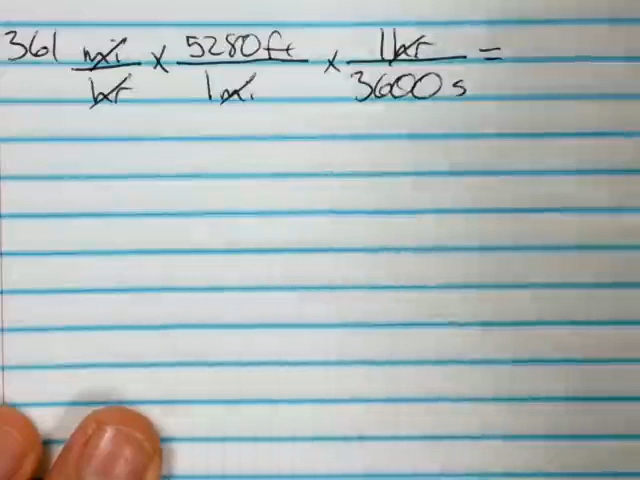 361 mi/hr × 5280 ft/1 mi × 1 hr/3600 s =